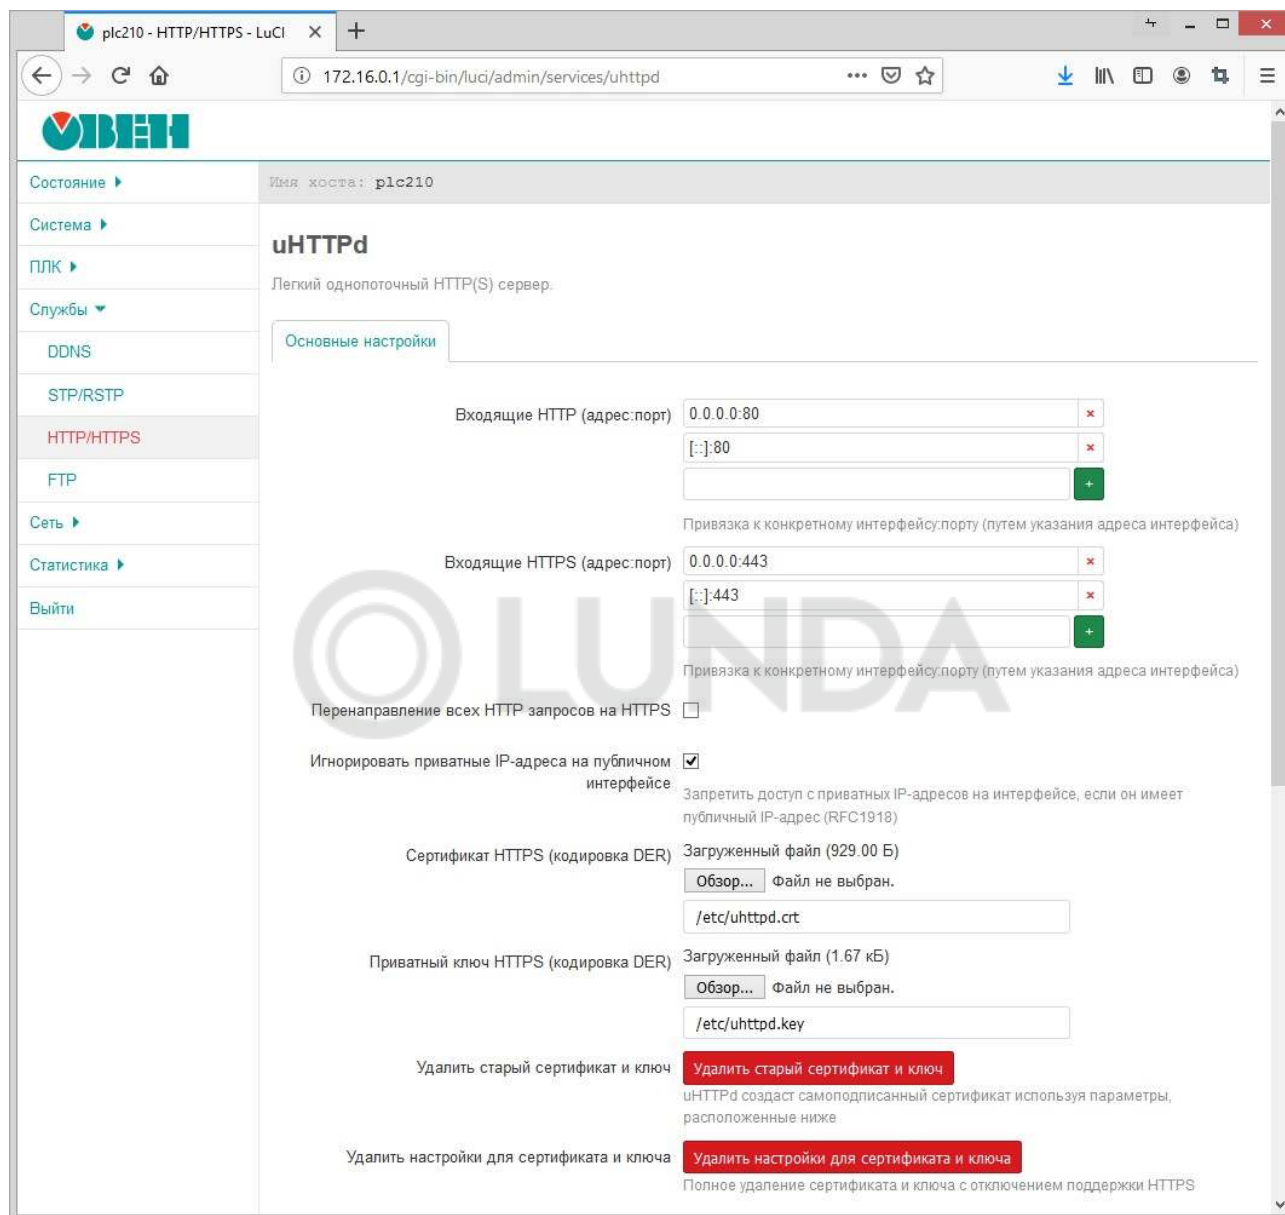 plc210 - HTTP/HTTPS - LuCI
172.16.0.1/cgi-bin/luci/admin/services/uhttpd
ОВЕН
Состояние
Имя хоста: plc210
Система
ПЛК
Службы
DDNS
STP/RSTP
HTTP/HTTPS
FTP
Сеть
Статистика
Выйти
uHTTPd
Легкий однопоточный HTTP(S) сервер.
Основные настройки
Входящие HTTP (адрес:порт) 0.0.0.0:80
[::]:80
Привязка к конкретному интерфейсу:порту (путем указания адреса интерфейса)
Входящие HTTPS (адрес:порт) 0.0.0.0:443
[::]:443
Привязка к конкретному интерфейсу:порту (путем указания адреса интерфейса)
LUNDA
Перенаправление всех HTTP запросов на HTTPS
Игнорировать приватные IP-адреса на публичном
интерфейсе
Запретить доступ с приватных IP-адресов на интерфейсе, если он имеет
публичный IP-адрес (RFC1918)
Сертификат HTTPS (кодировка DER) Загруженный файл (929.00 Б)
Обзор... Файл не выбран.
/etc/uhttpd.crt
Приватный ключ HTTPS (кодировка DER) Загруженный файл (1.67 кБ)
Обзор... Файл не выбран.
/etc/uhttpd.key
Удалить старый сертификат и ключ Удалить старый сертификат и ключ
uHTTPd создаст самоподписанный сертификат используя параметры,
расположенные ниже
Удалить настройки для сертификата и ключа Удалить настройки для сертификата и ключа
Полное удаление сертификата и ключа с отключением поддержки HTTPS